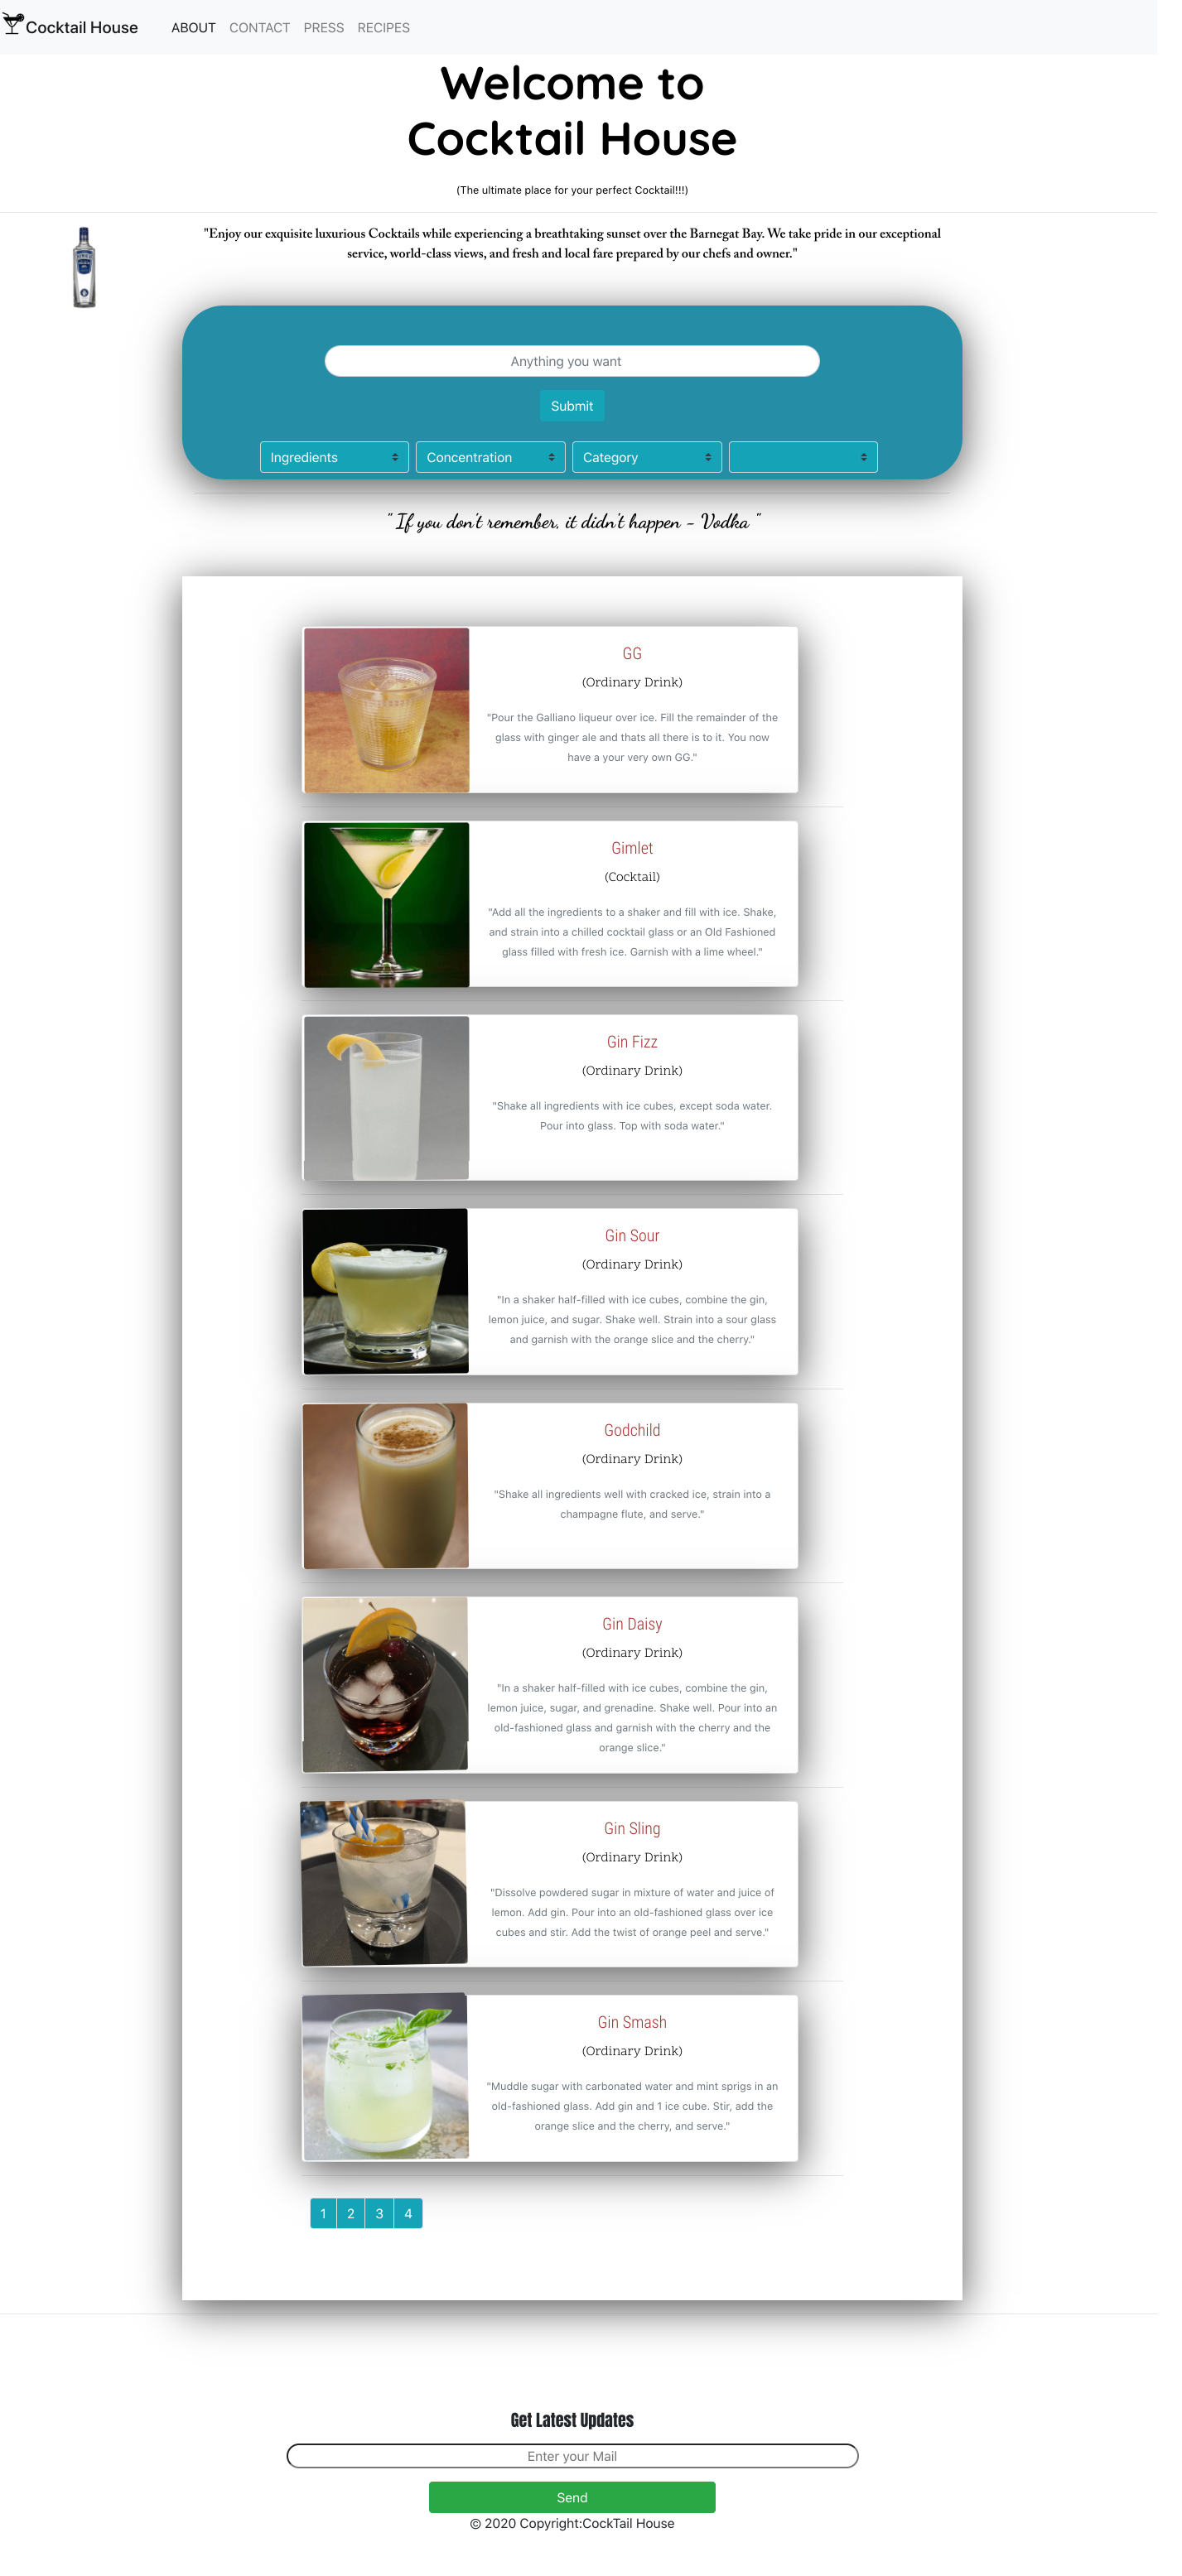 Cocktail House ABOUT CONTACT PRESS RECIPES
Welcome to
Cocktail House
(The ultimate place for your perfect Cocktail!!!)
"Enjoy our exquisite luxurious Cocktails while experiencing a breathtaking sunset over the Barnegat Bay. We take pride in our exceptional
service, world-class views, and fresh and local fare prepared by our chefs and owner."
Anything you want
Submit
Ingredients Concentration Category
" If you don't remember, it didn't happen - Vodka "
GG
(Ordinary Drink)
"Pour the Galliano liqueur over ice. Fill the remainder of the
glass with ginger ale and thats all there is to it. You now
have a your very own GG."
Gimlet
(Cocktail)
"Add all the ingredients to a shaker and fill with ice. Shake,
and strain into a chilled cocktail glass or an Old Fashioned
glass filled with fresh ice. Garnish with a lime wheel."
Gin Fizz
(Ordinary Drink)
"Shake all ingredients with ice cubes, except soda water.
Pour into glass. Top with soda water."
Gin Sour
(Ordinary Drink)
"In a shaker half-filled with ice cubes, combine the gin,
lemon juice, and sugar. Shake well. Strain into a sour glass
and garnish with the orange slice and the cherry."
Godchild
(Ordinary Drink)
"Shake all ingredients well with cracked ice, strain into a
champagne flute, and serve."
Gin Daisy
(Ordinary Drink)
"In a shaker half-filled with ice cubes, combine the gin,
lemon juice, sugar, and grenadine. Shake well. Pour into an
old-fashioned glass and garnish with the cherry and the
orange slice."
Gin Sling
(Ordinary Drink)
"Dissolve powdered sugar in mixture of water and juice of
lemon. Add gin. Pour into an old-fashioned glass over ice
cubes and stir. Add the twist of orange peel and serve."
Gin Smash
(Ordinary Drink)
"Muddle sugar with carbonated water and mint sprigs in an
old-fashioned glass. Add gin and 1 ice cube. Stir, add the
orange slice and the cherry, and serve."
1 2 3 4
Get Latest Updates
Enter your Mail
Send
© 2020 Copyright:CockTail House